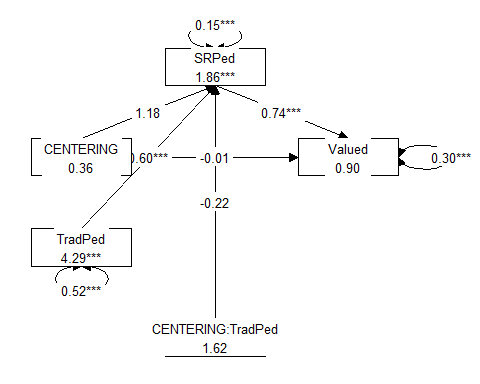 0.15***
SRPed
1.86***
1.18
0.74***
CENTERING
0.36
0.60***
-0.01
Valued
0.90
0.30***
-0.22
TradPed
4.29***
0.52***
CENTERING:TradPed
1.62